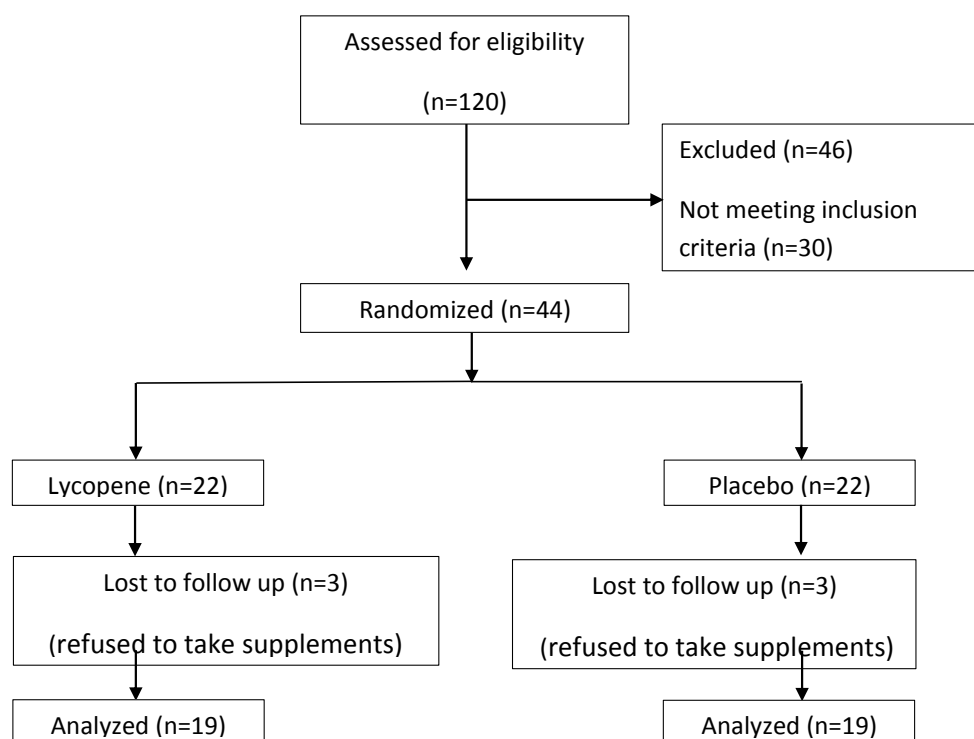 Assessed for eligibility
(n=120)
Excluded (n=46)
Not meeting inclusion
criteria (n=30)
Randomized (n=44)
Lycopene (n=22)
Placebo (n=22)
Lost to follow up (n=3)
(refused to take supplements)
Lost to follow up (n=3)
(refused to take supplements)
Analyzed (n=19)
Analyzed (n=19)